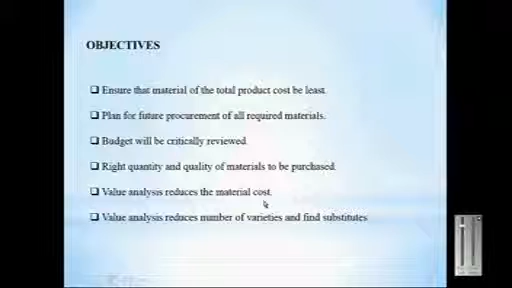 OBJECTIVES
Ensure that material of the total product cost be least.
Plan for future procurement of all required materials.
Budget will be critically reviewed.
Right quantity and quality of materials to be purchased.
Value analysis reduces the material cost.
Value analysis reduces number of varieties and find substitutes